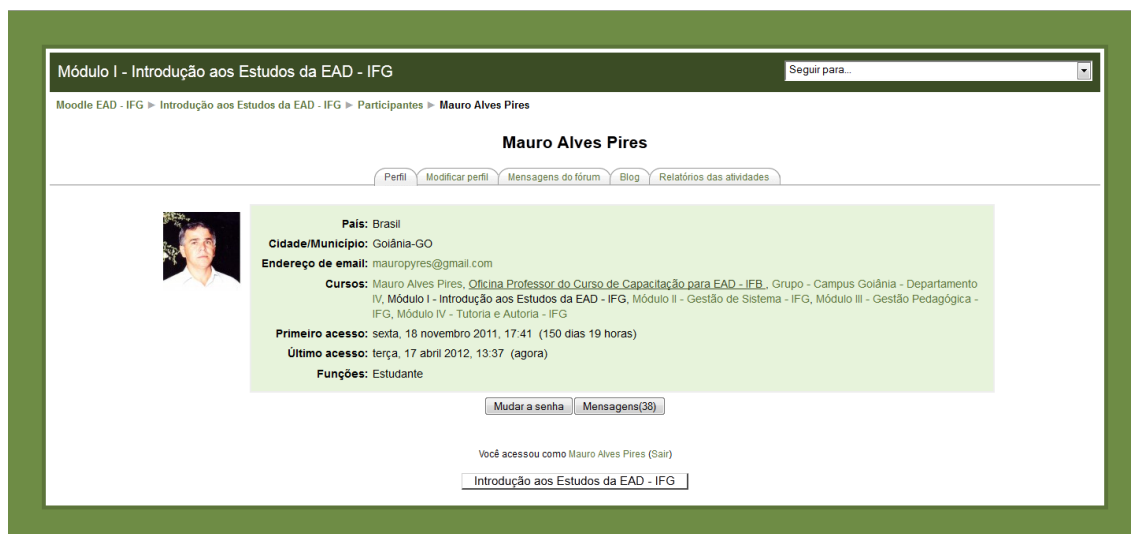 Módulo I - Introdução aos Estudos da EAD - IFG
Seguir para...
Moodle EAD - IFG ► Introdução aos Estudos da EAD - IFG ► Participantes ► Mauro Alves Pires
Mauro Alves Pires
Perfil Modificar perfil Mensagens do fórum Blog Relatórios das atividades
País: Brasil
Cidade/Município: Goiânia-GO
Endereço de email: mauropyres@gmail.com
Cursos: Mauro Alves Pires, Oficina Professor do Curso de Capacitação para EAD - IFB , Grupo - Campus Goiânia - Departamento
IV, Módulo I - Introdução aos Estudos da EAD - IFG, Módulo II - Gestão de Sistema - IFG, Módulo III - Gestão Pedagógica -
IFG, Módulo IV - Tutoria e Autoria - IFG
Primeiro acesso: sexta, 18 novembro 2011, 17:41 (150 dias 19 horas)
Último acesso: terça, 17 abril 2012, 13:37 (agora)
Funções: Estudante
Mudar a senha Mensagens(38)
Você acessou como Mauro Alves Pires (Sair)
Introdução aos Estudos da EAD - IFG